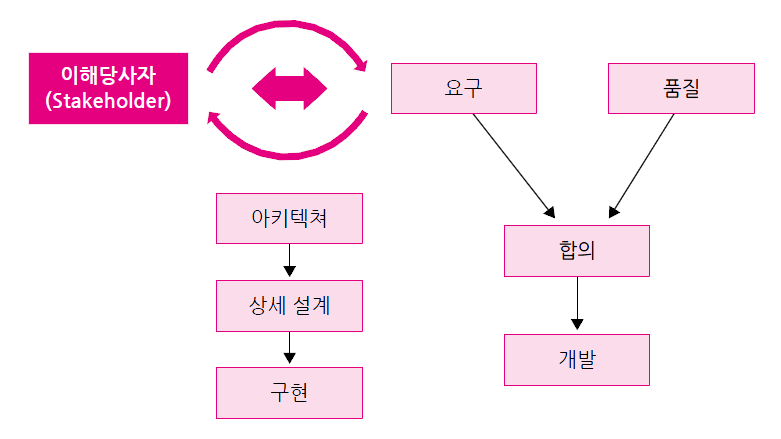 이해당사자
(Stakeholder)
요구
품질
아키텍쳐
합의
상세 설계
개발
구현